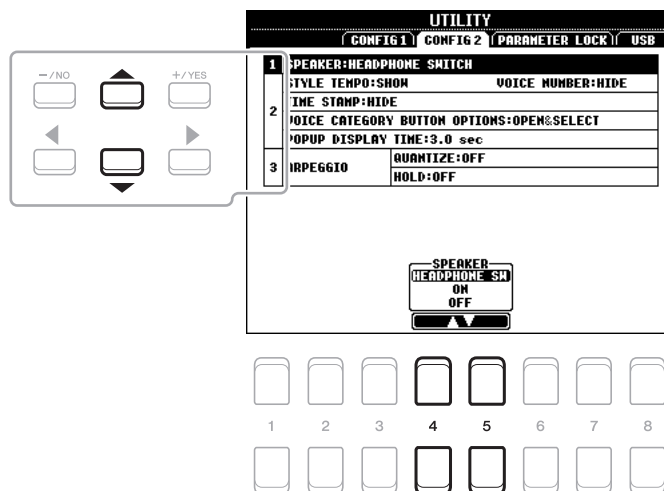 UTILITY
CONFIG 1 CONFIG 2 PARAMETER LOCK USB
-/NO +/YES
1 SPEAKER:HEADPHONE SWITCH
2 STYLE TEMPO:SHOW VOICE NUMBER:HIDE
TIME STAMP:HIDE
VOICE CATEGORY BUTTON OPTIONS:OPEN&SELECT
POPUP DISPLAY TIME:3.0 sec
3 ARPEGGIO QUANTIZE:OFF
HOLD:OFF
SPEAKER
HEADPHONE SW
ON
OFF
1 2 3 4 5 6 7 8